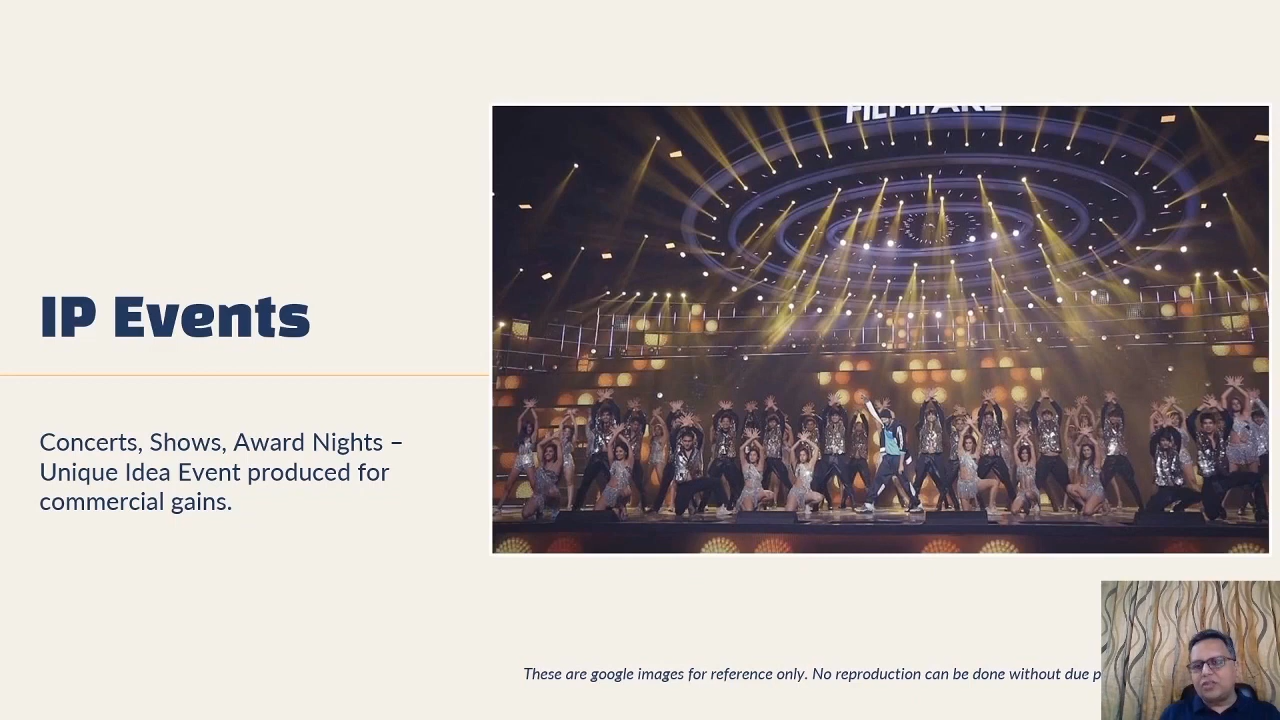 FILMFARE
IP Events
Concerts, Shows, Award Nights –
Unique Idea Event produced for
commercial gains.
These are google images for reference only. No reproduction can be done without due p